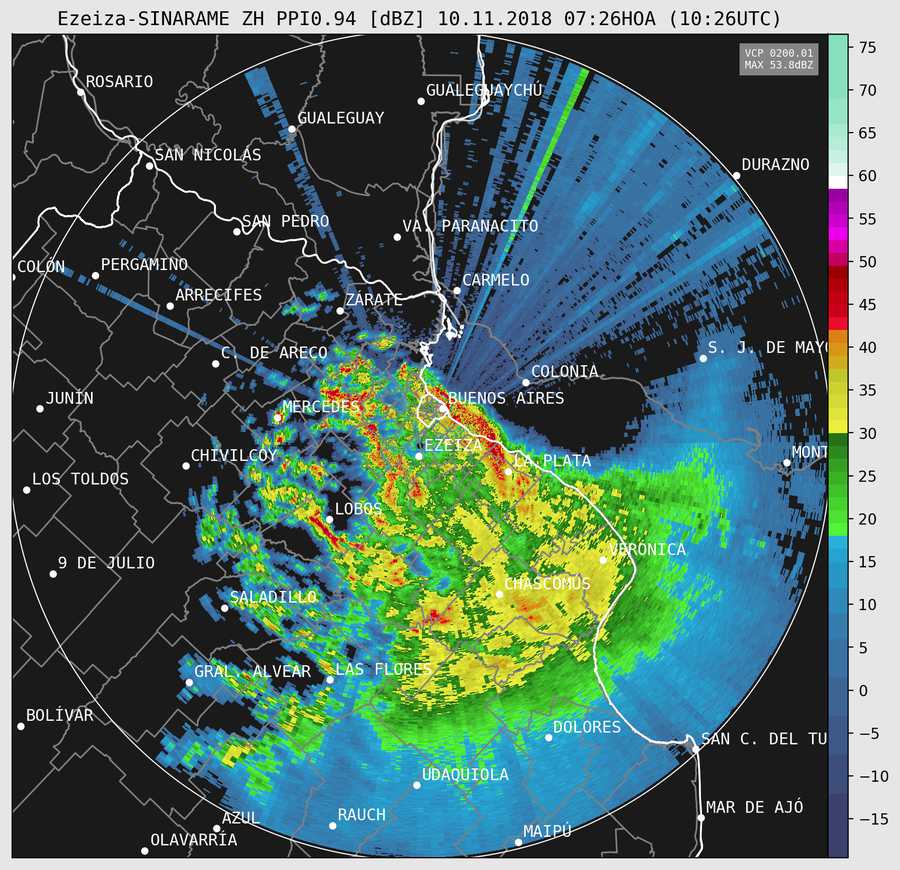 Ezeiza-SINARAME ZH PPI0.94 [dBZ] 10.11.2018 07:26HOA (10:26UTC)
VCP 0200.01
MAX 53.8dBZ
75
70
65
60
55
50
45
40
35
30
25
20
15
10
5
0
−5
−10
−15
ROSARIO
GUALEGUAYCHÚ
GUALEGUAY
SAN NICOLÁS
DURAZNO
SAN PEDRO
VA. PARANACITO
COLÓN
PERGAMINO
CARMELO
ARRECIFES
ZÁRATE
C. DE ARECO
S. J. DE MAYO
COLONIA
JUNÍN
MERCEDES
BUENOS AIRES
EZEIZA
CHIVILCOY
LA PLATA
MONT
LOS TOLDOS
LOBOS
9 DE JULIO
VERÓNICA
CHASCOMÚS
SALADILLO
GRAL. ALVEAR
LAS FLORES
BOLÍVAR
DOLORES
SAN C. DEL TU
UDAQUIOLA
AZUL
RAUCH
MAR DE AJÓ
OLAVARRÍA
MAIPÚ